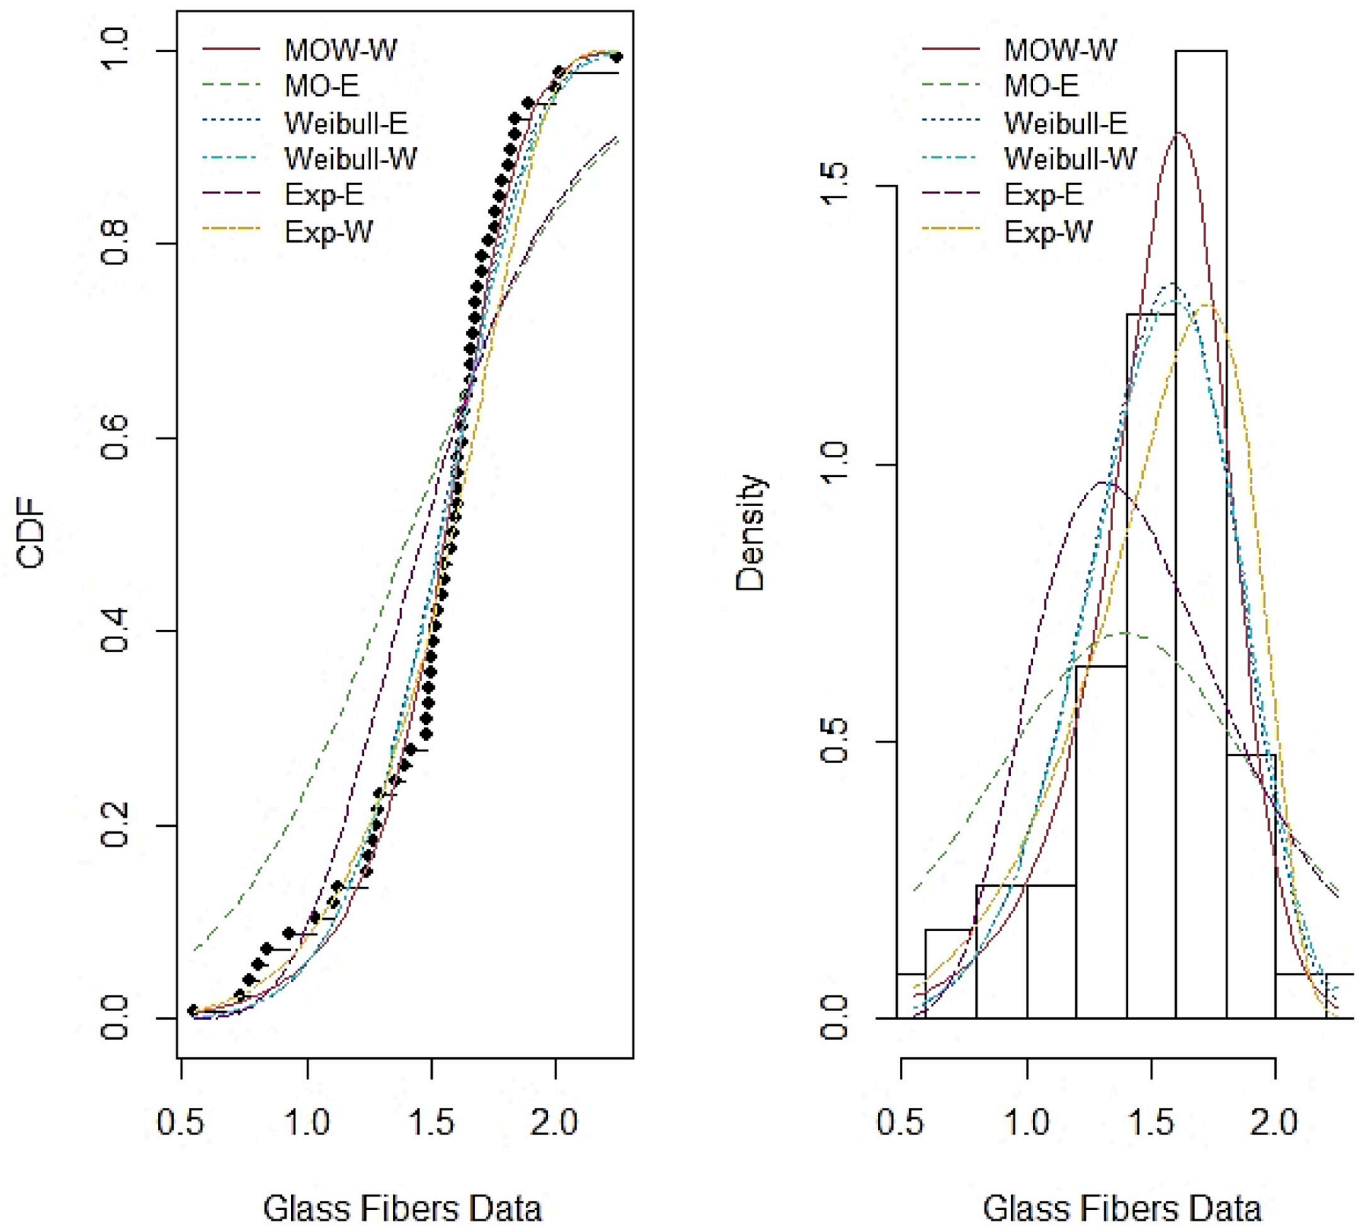 MOW-W
MO-E
Weibull-E
Weibull-W
Exp-E
Exp-W
CDF
1.0
0.8
0.6
0.4
0.2
0.0
0.5 1.0 1.5 2.0
Glass Fibers Data
MOW-W
MO-E
Weibull-E
Weibull-W
Exp-E
Exp-W
Density
1.5
1.0
0.5
0.0
0.5 1.0 1.5 2.0
Glass Fibers Data